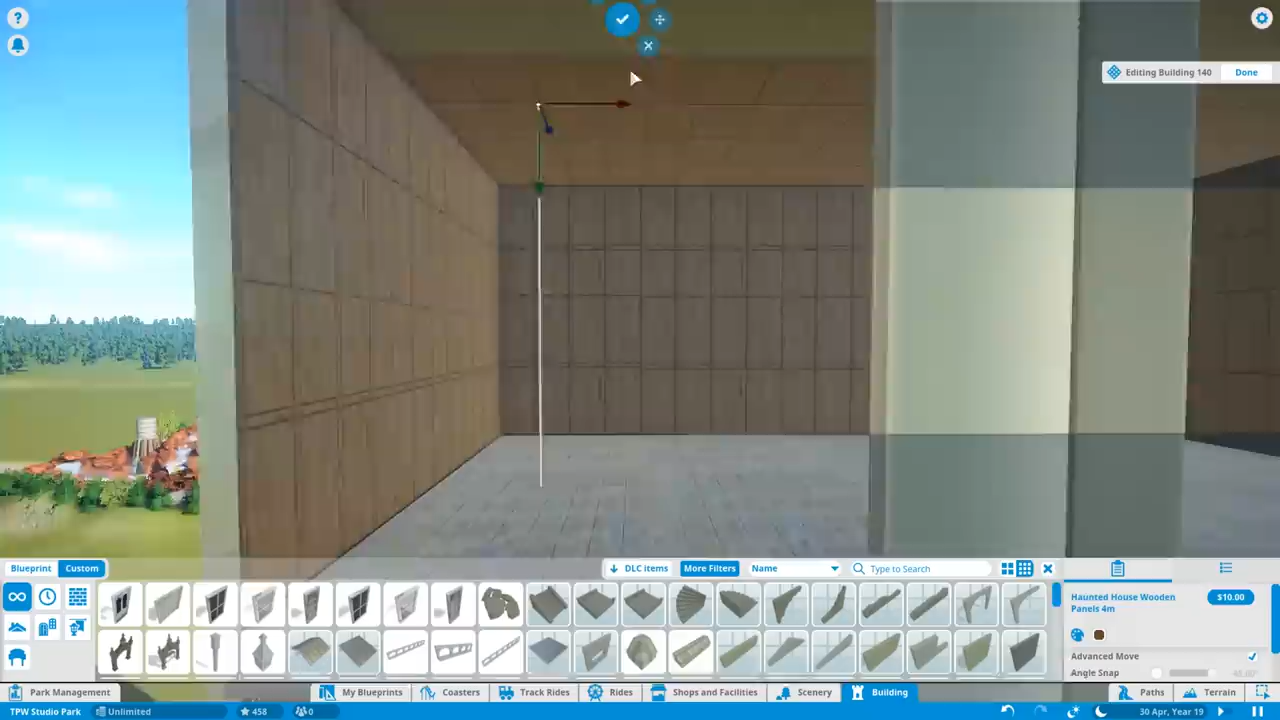 ?
Editing Building 140
Done
Blueprint
Custom
DLC items
More Filters
Name
Type to Search
Haunted House Wooden
Panels 4m
$10.00
Advanced Move
Angle Snap
Park Management
My Blueprints
Coasters
Track Rides
Rides
Shops and Facilities
Scenery
Building
Paths
Terrain
TPW Studio Park
Unlimited
458
0
30 Apr, Year 19